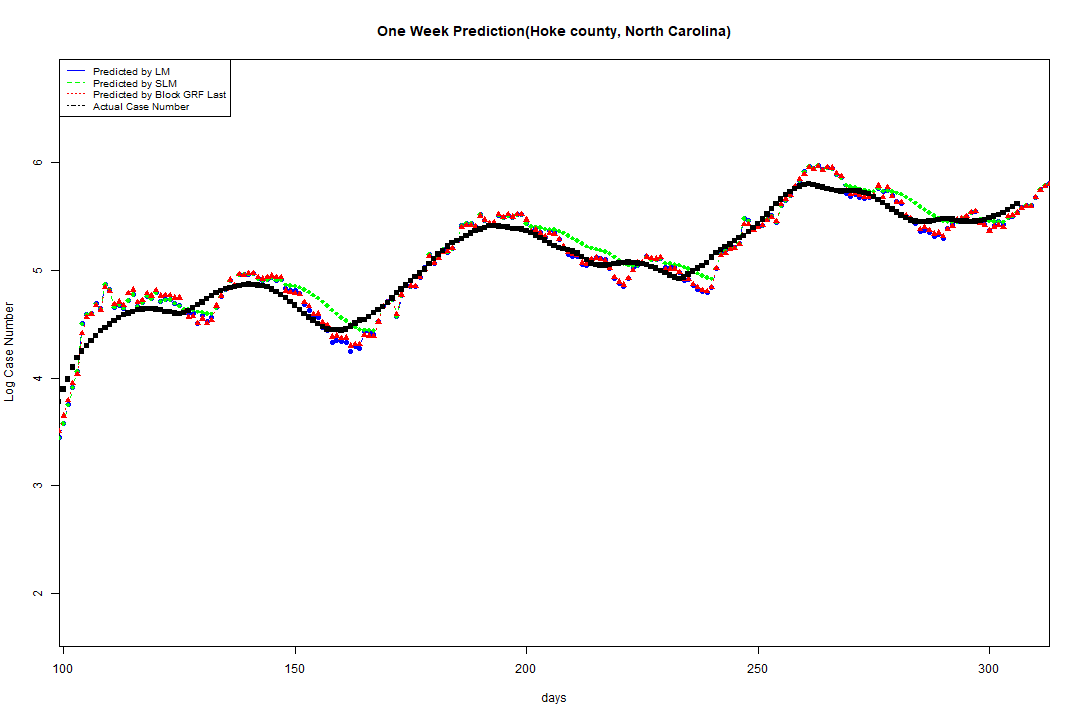 One Week Prediction(Hoke county, North Carolina)
Predicted by LM
Predicted by SLM
Predicted by Block GRF Last
Actual Case Number
6
5
4
3
2
Log Case Number
100 150 200 250 300
days